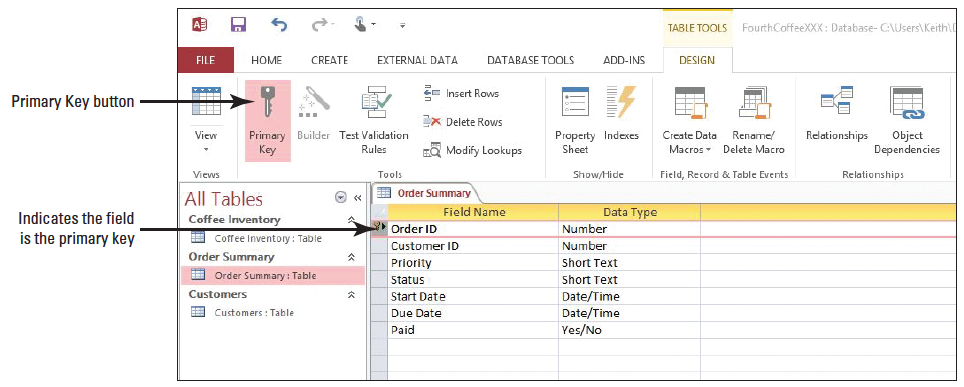 TABLE TOOLS
FourthCoffeeXXX : Database- C:\Users\Keith\D
FILE HOME CREATE EXTERNAL DATA DATABASE TOOLS ADD-INS DESIGN
Primary Key button
View
Primary Key
Builder
Test Validation Rules
Insert Rows
Delete Rows
Modify Lookups
Property Sheet
Indexes
Create Data Macros
Rename/ Delete Macro
Relationships
Object Dependencies
Views
Tools
Show/Hide
Field, Record & Table Events
Relationships
Indicates the field
is the primary key
All Tables
Coffee Inventory
Coffee Inventory : Table
Order Summary
Order Summary : Table
Customers
Customers : Table
Order Summary
Field Name Data Type
Order ID Number
Customer ID Number
Priority Short Text
Status Short Text
Start Date Date/Time
Due Date Date/Time
Paid Yes/No